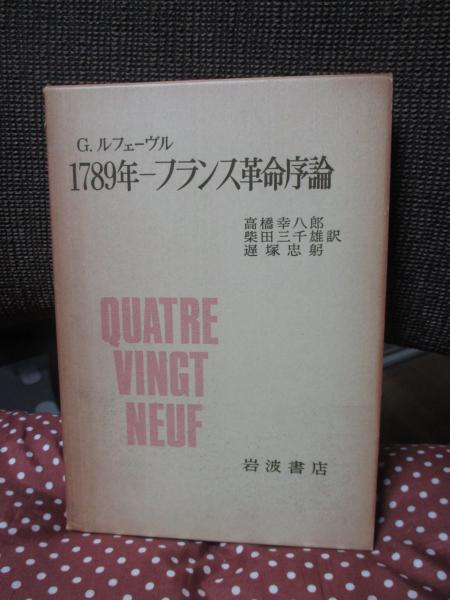 G. ルフェーヴル
1789年—フランス革命序論
高橋幸八郎
柴田三千雄訳
遅塚忠躬
QUATRE
VINGT
NEUF
岩波書店